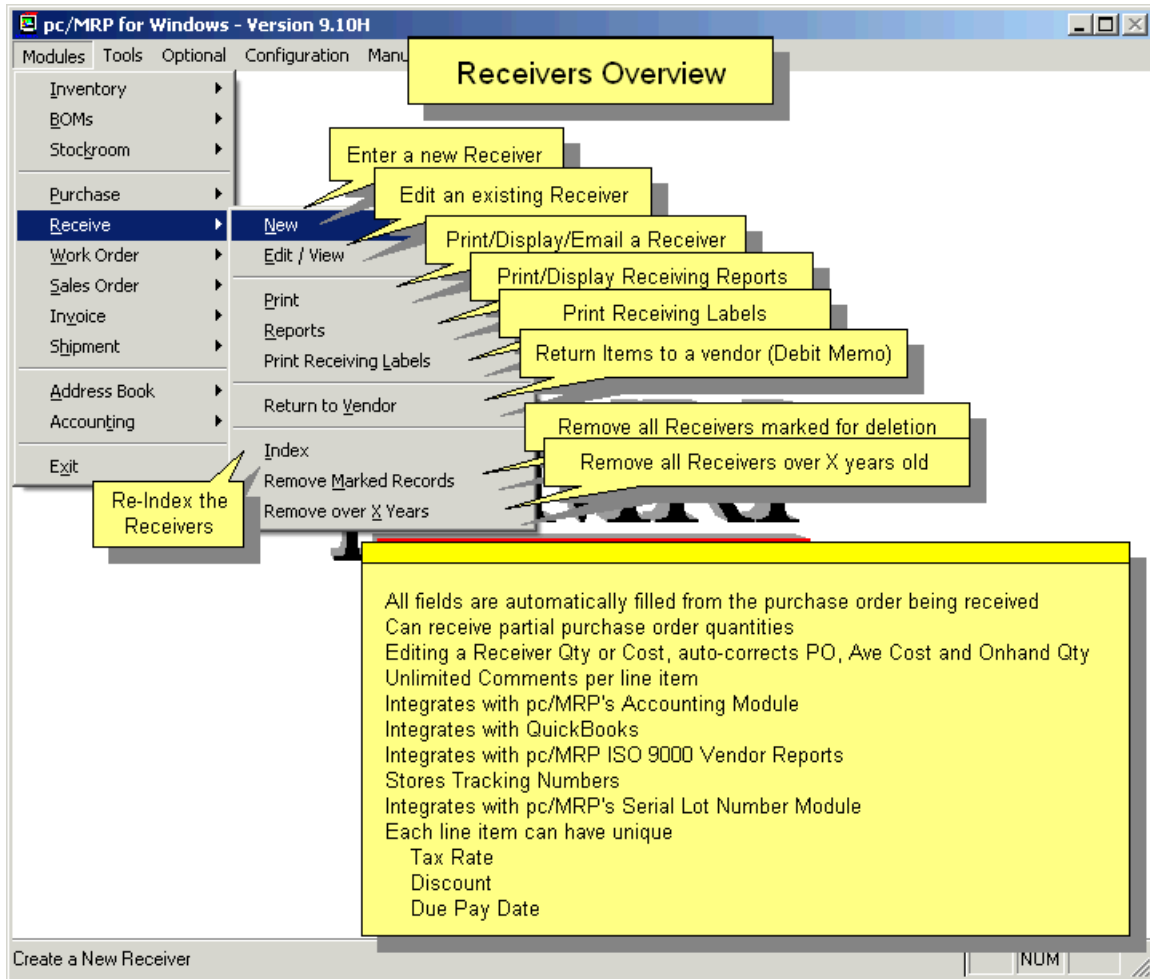 pc/MRP for Windows - Version 9.10H
Modules Tools Optional Configuration
Receivers Overview
Inventory
BOMs
Stockroom
Purchase
Receive
Work Order
Sales Order
Invoice
Shipment
Address Book
Accounting
Exit
New
Edit / View
Print
Reports
Print Receiving Labels
Return to Vendor
Index
Remove Marked Records
Remove over X Years
Enter a new Receiver
Edit an existing Receiver
Print/Display/Email a Receiver
Print/Display Receiving Reports
Print Receiving Labels
Return Items to a vendor (Debit Memo)
Remove all Receivers marked for deletion
Remove all Receivers over X years old
Re-Index the
Receivers
All fields are automatically filled from the purchase order being received
Can receive partial purchase order quantities
Editing a Receiver Qty or Cost, auto-corrects PO, Ave Cost and Onhand Qty
Unlimited Comments per line item
Integrates with pc/MRP's Accounting Module
Integrates with QuickBooks
Integrates with pc/MRP ISO 9000 Vendor Reports
Stores Tracking Numbers
Integrates with pc/MRP's Serial Lot Number Module
Each line item can have unique
Tax Rate
Discount
Due Pay Date
Create a New Receiver
NUM